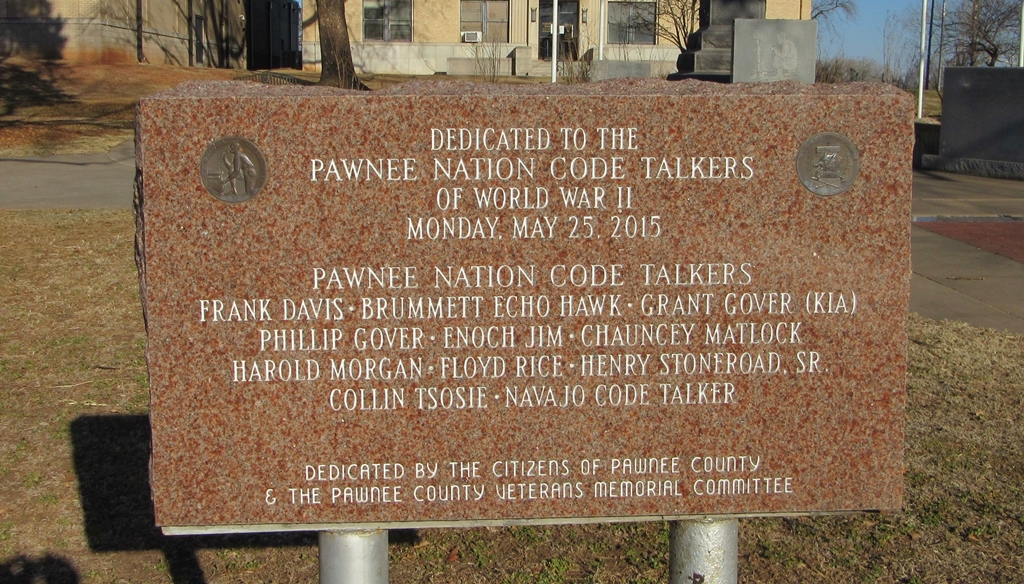 DEDICATED TO THE
PAWNEE NATION CODE TALKERS
OF WORLD WAR II
MONDAY, MAY 25, 2015
PAWNEE NATION CODE TALKERS
FRANK DAVIS · BRUMMETT ECHO HAWK · GRANT GOVER (KIA)
PHILLIP GOVER · ENOCH JIM · CHAUNCEY MATLOCK
HAROLD MORGAN · FLOYD RICE · HENRY STONEROAD, SR.
COLLIN TSOSIE · NAVAJO CODE TALKER
DEDICATED BY THE CITIZENS OF PAWNEE COUNTY
& THE PAWNEE COUNTY VETERANS MEMORIAL COMMITTEE